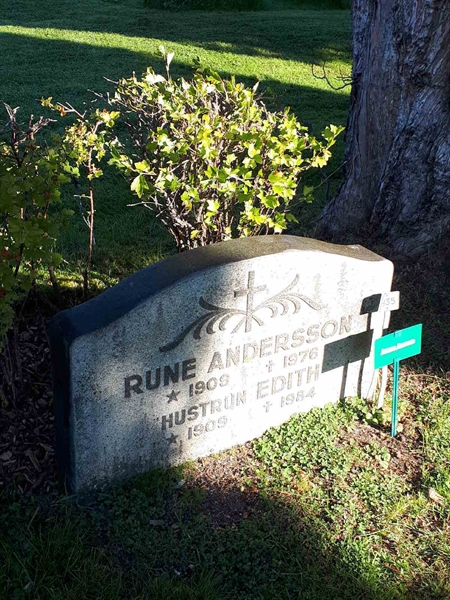 RUNE ANDERSSON
* 1909 † 1976
HUSTRUN EDITH
* 1909 † 1984